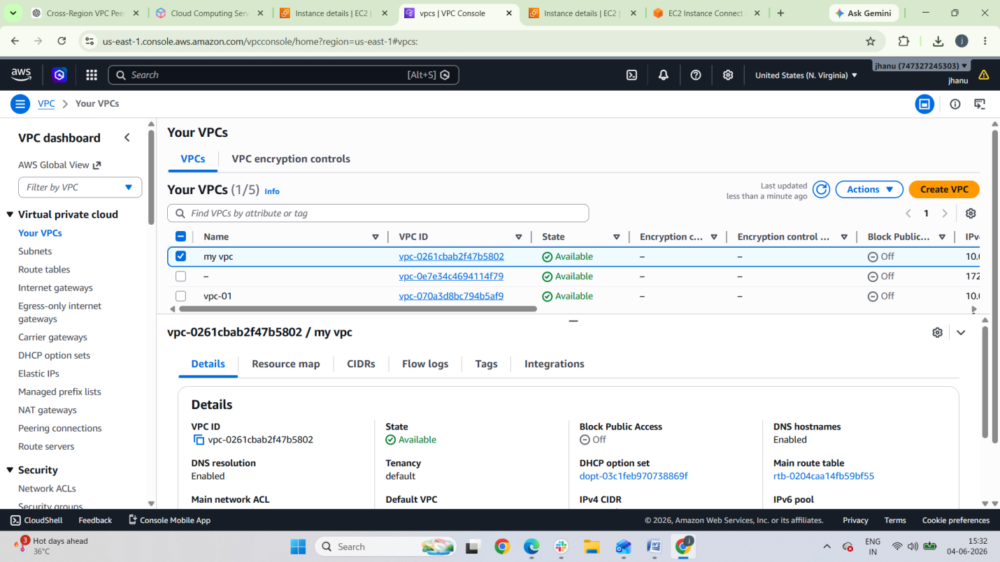 Cross-Region VPC Pee
Cloud Computing Serv
Instance details | EC2 |
vpcs | VPC Console
Instance details | EC2 |
EC2 Instance Connect
Ask Gemini
us-east-1.console.aws.amazon.com/vpcconsole/home?region=us-east-1#vpcs:
j
aws
Search
[Alt+S]
United States (N. Virginia)
jhanu (747327245303)
jhanu
VPC
Your VPCs
VPC dashboard
AWS Global View
Filter by VPC
Virtual private cloud
Your VPCs
Subnets
Route tables
Internet gateways
Egress-only internet
gateways
Carrier gateways
DHCP option sets
Elastic IPs
Managed prefix lists
NAT gateways
Peering connections
Route servers
Security
Network ACLs
Security groups
Your VPCs
VPCs
VPC encryption controls
Your VPCs (1/5) Info
Last updated
less than a minute ago
Actions
Create VPC
Find VPCs by attribute or tag
1
Name
VPC ID
State
Encryption c...
Encryption control ...
Block Public...
IPv
my vpc
vpc-0261cbab2f47b5802
Available
–
–
Off
10.0
–
vpc-0e7e34c4694114f79
Available
–
–
Off
172
vpc-01
vpc-070a3d8bc794b5af9
Available
–
–
Off
10.0
vpc-0261cbab2f47b5802 / my vpc
Details
Resource map
CIDRs
Flow logs
Tags
Integrations
Details
VPC ID
vpc-0261cbab2f47b5802
State
Available
Block Public Access
Off
DNS hostnames
Enabled
DNS resolution
Enabled
Tenancy
default
DHCP option set
dopt-03c1feb970738869f
Main route table
rtb-0204caa14fb59bf55
Main network ACL
Default VPC
IPv4 CIDR
IPv6 pool
CloudShell
Feedback
Console Mobile App
© 2026, Amazon Web Services, Inc. or its affiliates.
Privacy
Terms
Cookie preferences
3
Hot days ahead
36°C
Search
j
ENG
IN
15:32
04-06-2026